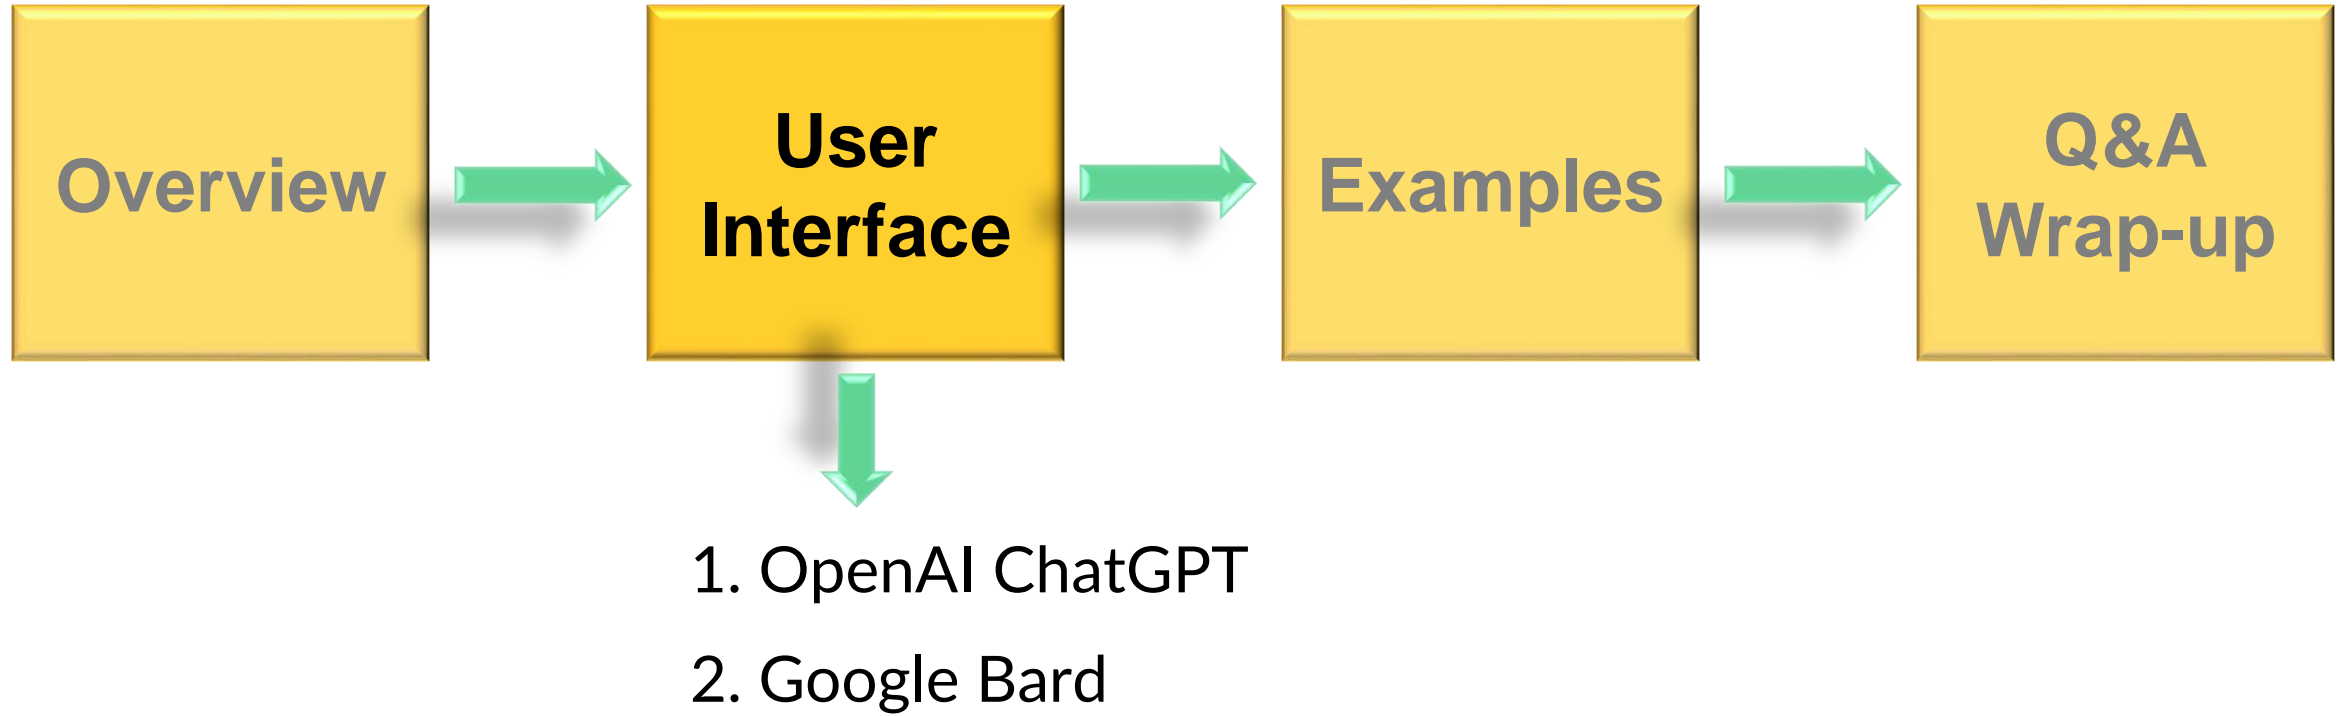 Overview
User
Interface
Examples
Q&A
Wrap-up
1. OpenAI ChatGPT
2. Google Bard